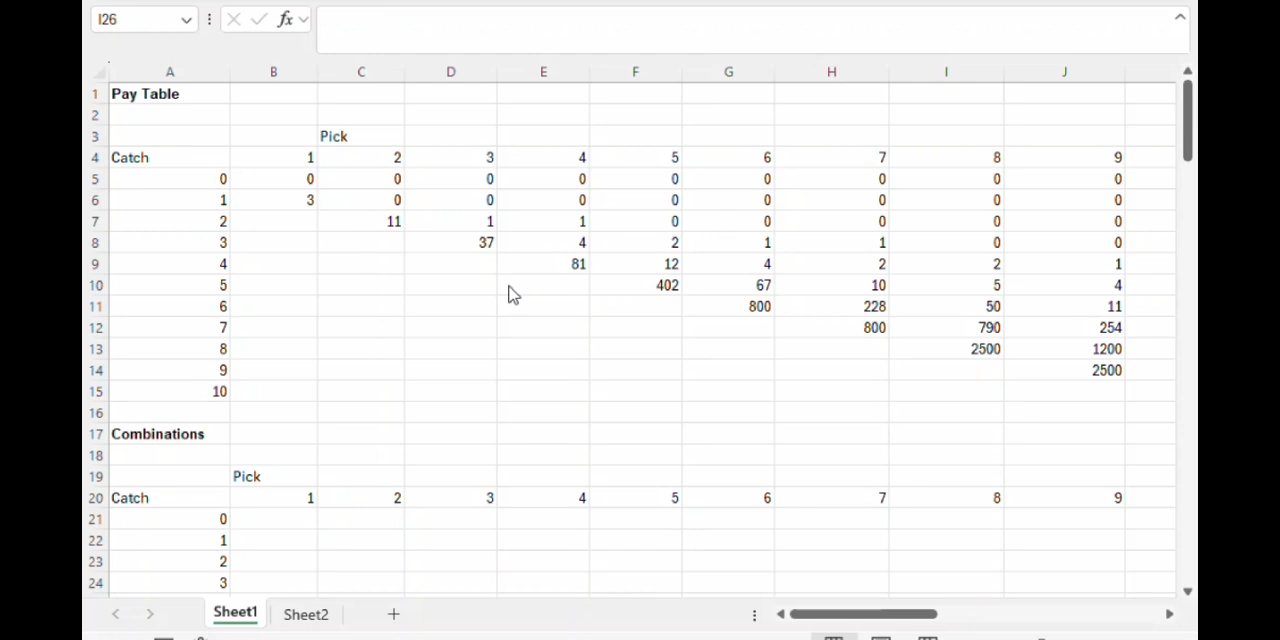 I26 fx
A B C D E F G H I J
1 Pay Table
2
3 Pick
4 Catch 1 2 3 4 5 6 7 8 9
5 0 0 0 0 0 0 0 0 0 0
6 1 3 0 0 0 0 0 0 0 0
7 2 11 1 1 0 0 0 0 0
8 3 37 4 2 1 1 0 0
9 4 81 12 4 2 2 1
10 5 402 67 10 5 4
11 6 800 228 50 11
12 7 800 790 254
13 8 2500 1200
14 9 2500
15 10
16
17 Combinations
18
19 Pick
20 Catch 1 2 3 4 5 6 7 8 9
21 0
22 1
23 2
24 3
Sheet1 Sheet2